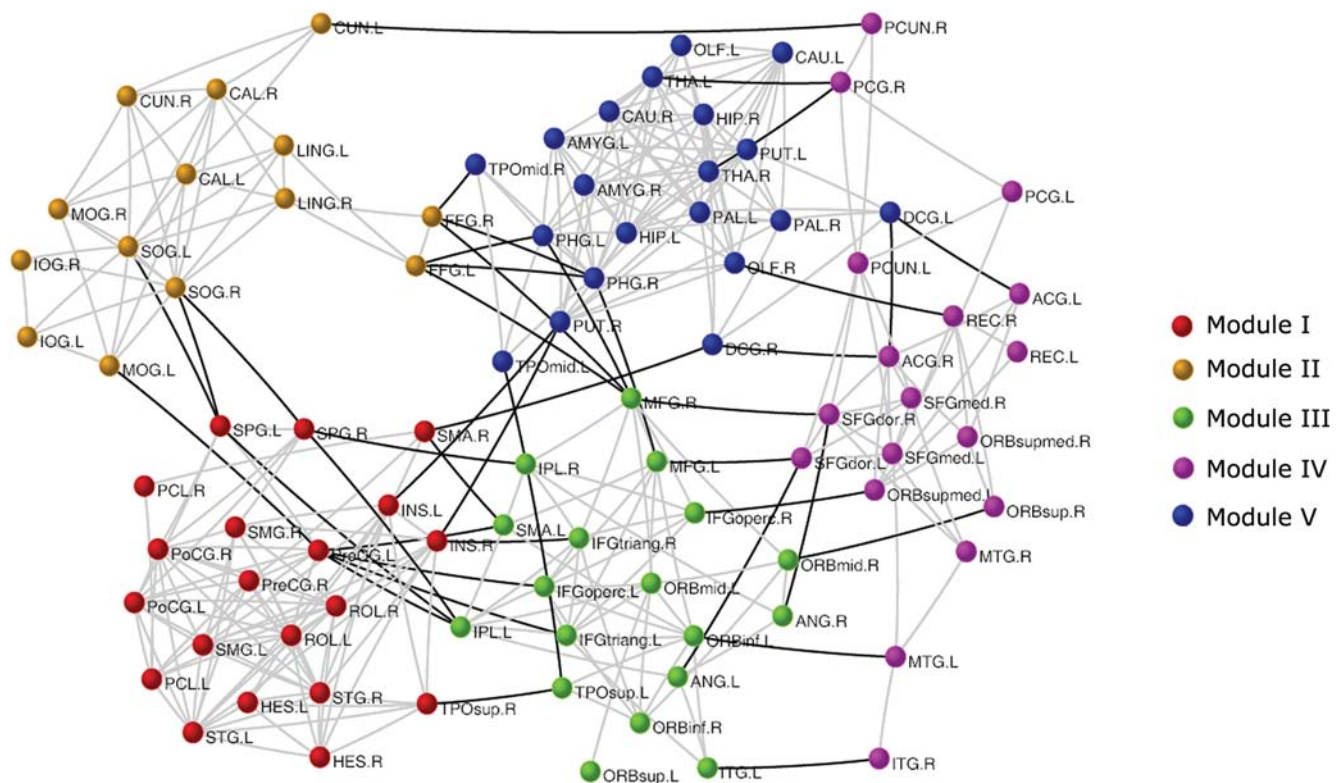 CUN.L
PCUN.R
OLF.L
CAU.L
THA.L
PCG.R
CUN.R
CAL.R
CAU.R
HIP.R
AMYG.L
LING.L
PUT.L
TPOmid.R
THA.R
CAL.L
AMYG.R
PCG.L
LING.R
MOG.R
FFG.R
PAL.L
PAL.R
DCG.L
SOG.L
PHG.L
HIP.L
IOG.R
FFG.L
OLF.R
PCUN.L
PHG.R
SOG.R
ACG.L
REC.R
PUT.R
Module I
IOG.L
DCG.R
REC.L
MOG.L
TPOmid.L
ACG.R
Module II
MFG.R
SFGmed.R
SFGdor.R
Module III
SPG.L
SPG.R
SMA.R
ORBsupmed.R
IPL.R
MFG.L
SFGdor.L
SFGmed.L
Module IV
PCL.R
ORBsupmed.L
INS.L
IFGoperc.R
ORBsup.R
Module V
SMG.R
SMA.L
PoCG.R
PreCG.L
INS.R
IFGtriang.R
MTG.R
PreCG.R
IFGoperc.L
ORBmid.L
ORBmid.R
PoCG.L
ROL.R
ANG.R
SMG.L
ROL.L
IPL.L
IFGtriang.L
ORBinf.L
MTG.L
PCL.L
ANG.L
HES.L
STG.R
TPOsup.R
TPOsup.L
STG.L
ORBinf.R
HES.R
ORBsup.L
ITG.L
ITG.R